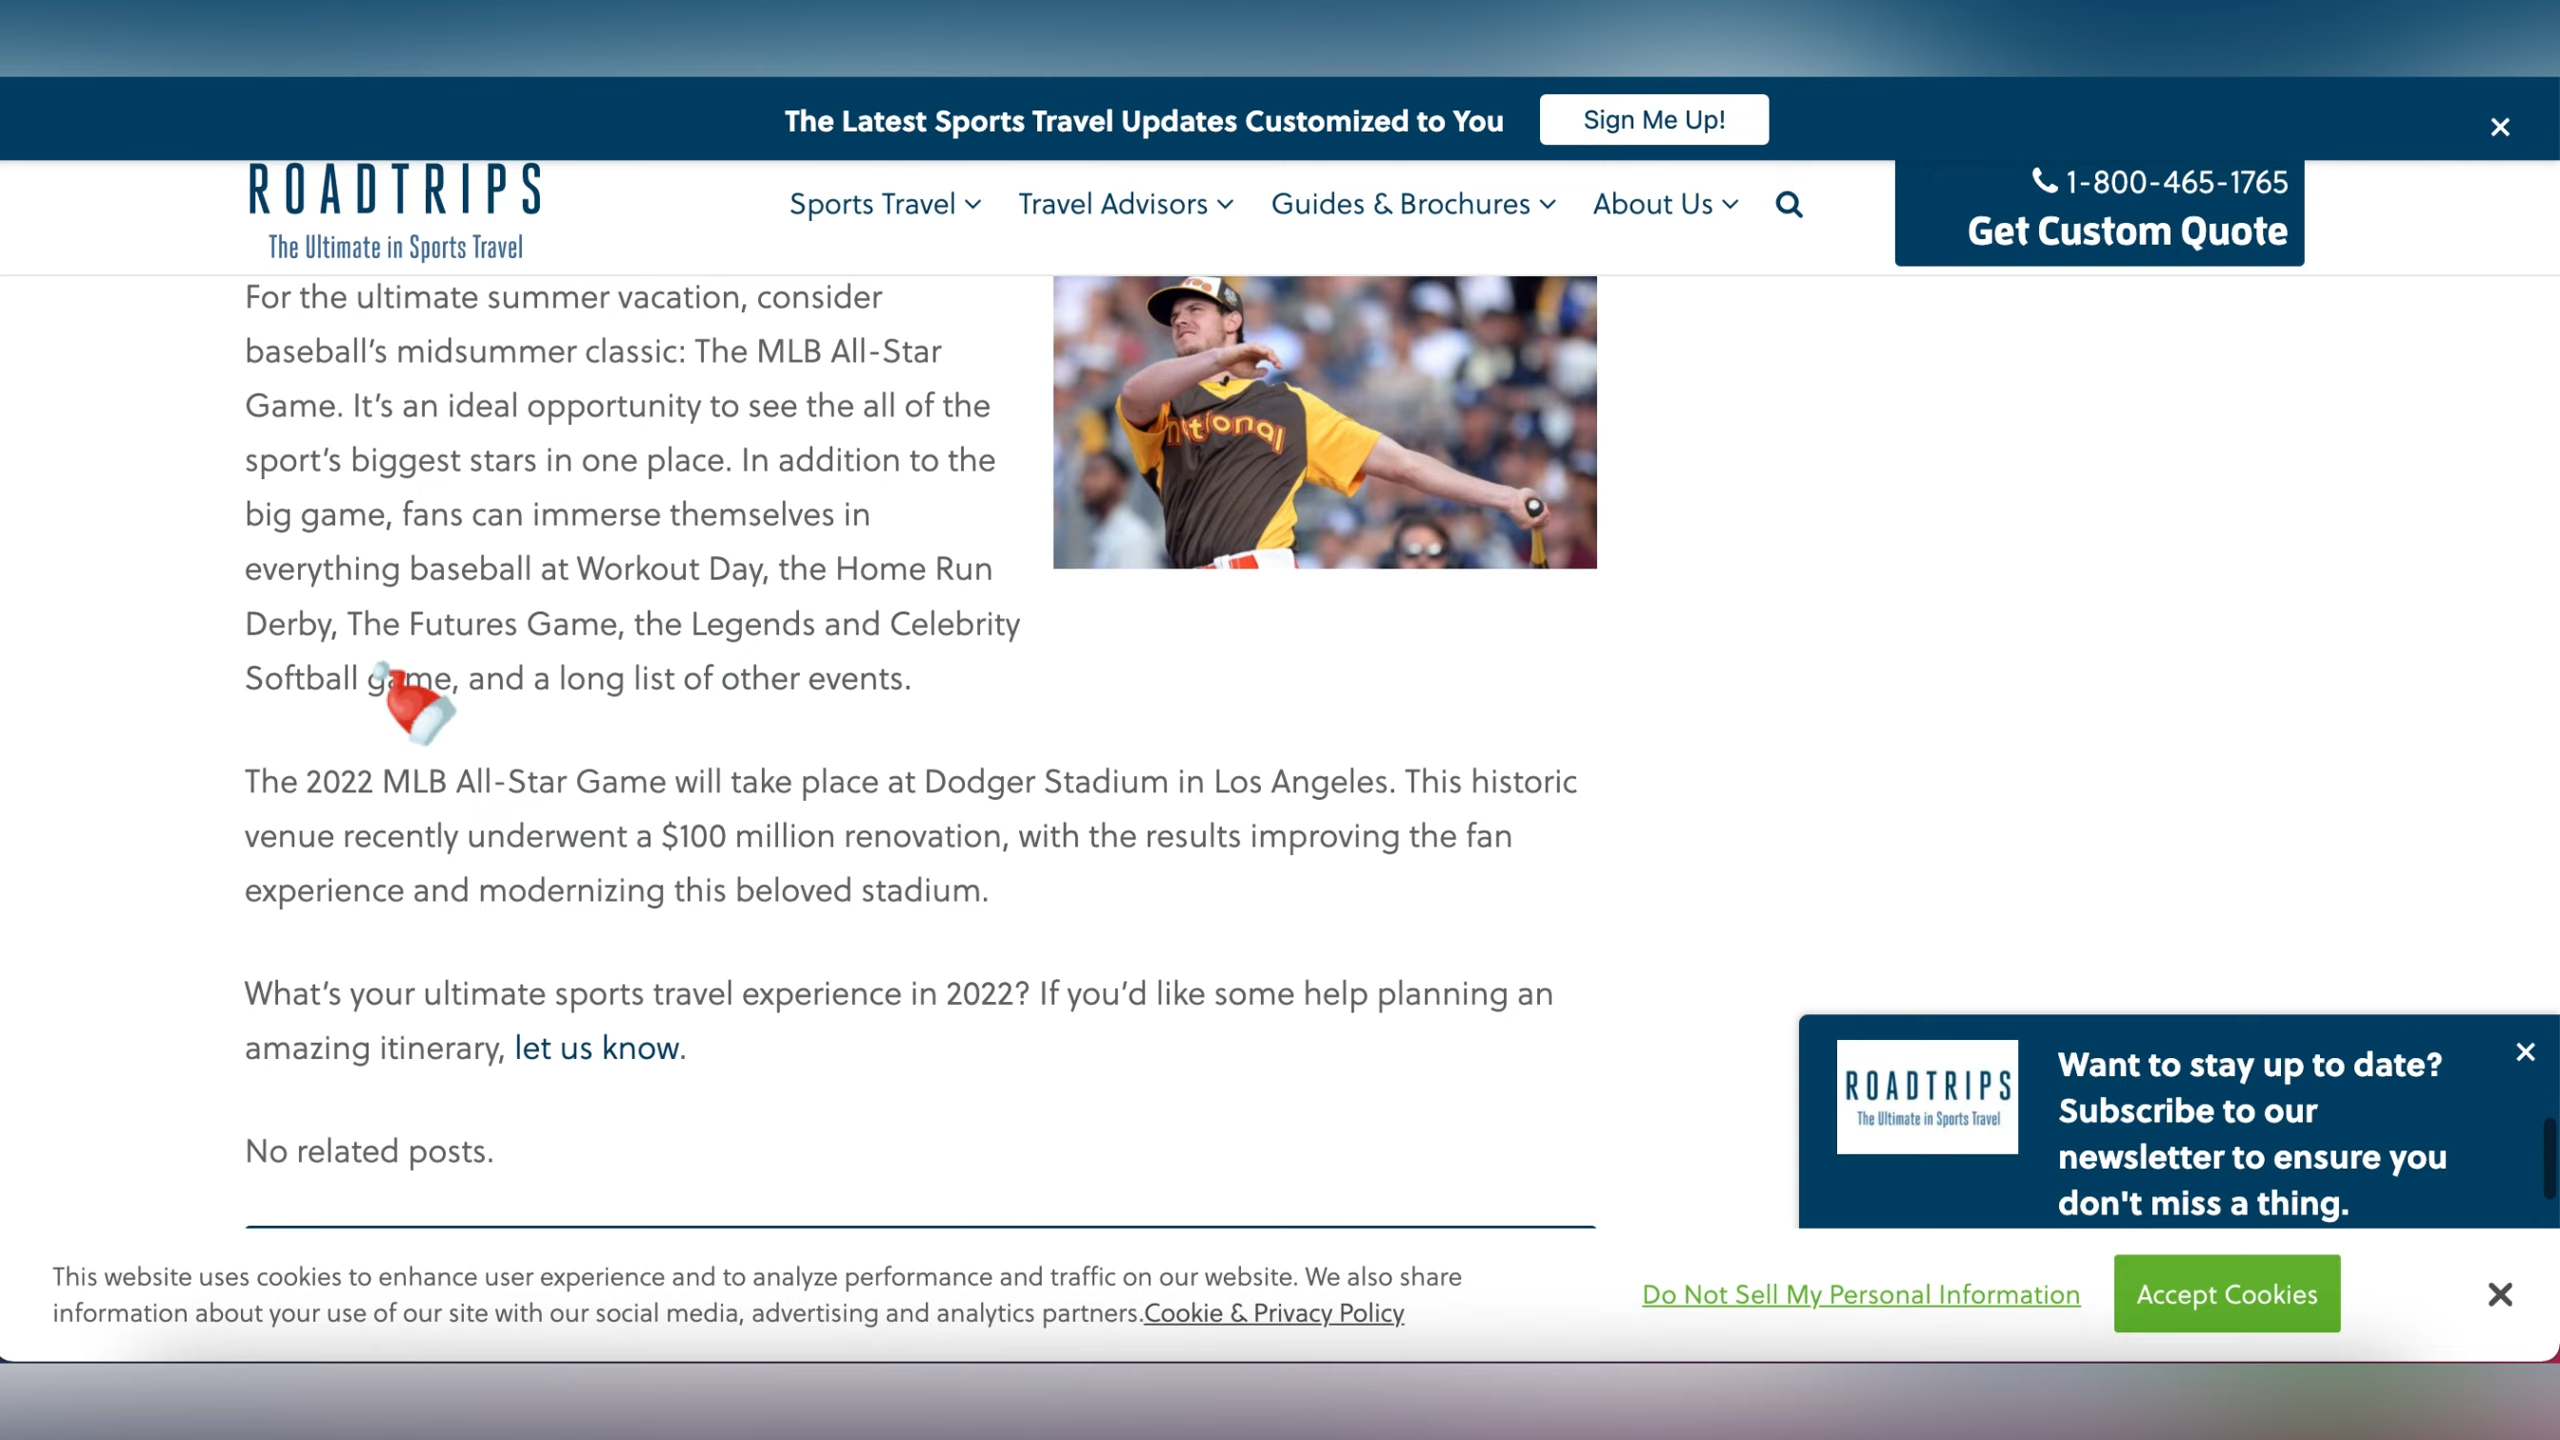 The Latest Sports Travel Updates Customized to You
Sign Me Up!
ROADTRIPS
The Ultimate in Sports Travel
Sports Travel
Travel Advisors
Guides & Brochures
About Us
1-800-465-1765
Get Custom Quote
For the ultimate summer vacation, consider
baseball’s midsummer classic: The MLB All-Star
Game. It’s an ideal opportunity to see the all of the
sport’s biggest stars in one place. In addition to the
big game, fans can immerse themselves in
everything baseball at Workout Day, the Home Run
Derby, The Futures Game, the Legends and Celebrity
Softball game, and a long list of other events.
national
The 2022 MLB All-Star Game will take place at Dodger Stadium in Los Angeles. This historic
venue recently underwent a $100 million renovation, with the results improving the fan
experience and modernizing this beloved stadium.
What’s your ultimate sports travel experience in 2022? If you’d like some help planning an
amazing itinerary, let us know.
No related posts.
ROADTRIPS
The Ultimate in Sports Travel
Want to stay up to date?
Subscribe to our
newsletter to ensure you
don't miss a thing.
This website uses cookies to enhance user experience and to analyze performance and traffic on our website. We also share
information about your use of our site with our social media, advertising and analytics partners.Cookie & Privacy Policy
Do Not Sell My Personal Information
Accept Cookies